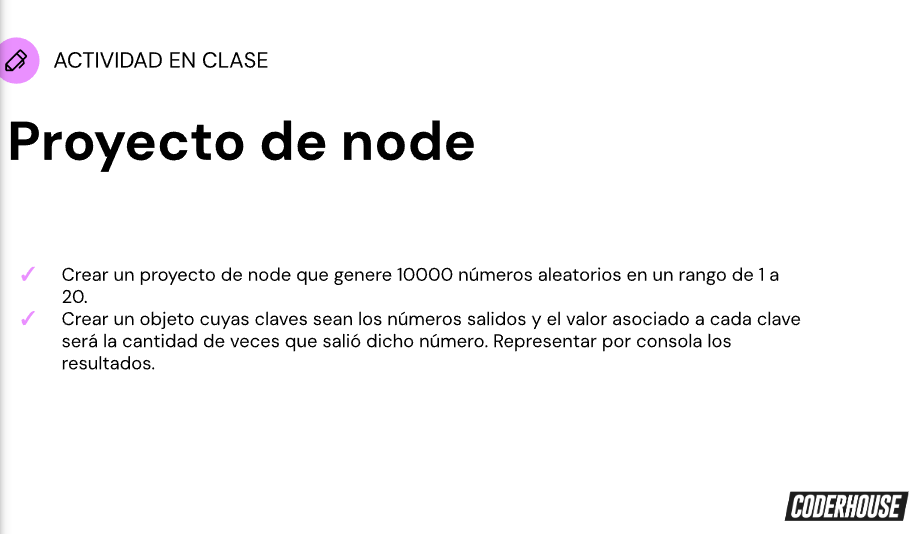 ACTIVIDAD EN CLASE
Proyecto de node
✓ Crear un proyecto de node que genere 10000 números aleatorios en un rango de 1 a
20.
✓ Crear un objeto cuyas claves sean los números salidos y el valor asociado a cada clave
será la cantidad de veces que salió dicho número. Representar por consola los
resultados.
CODERHOUSE